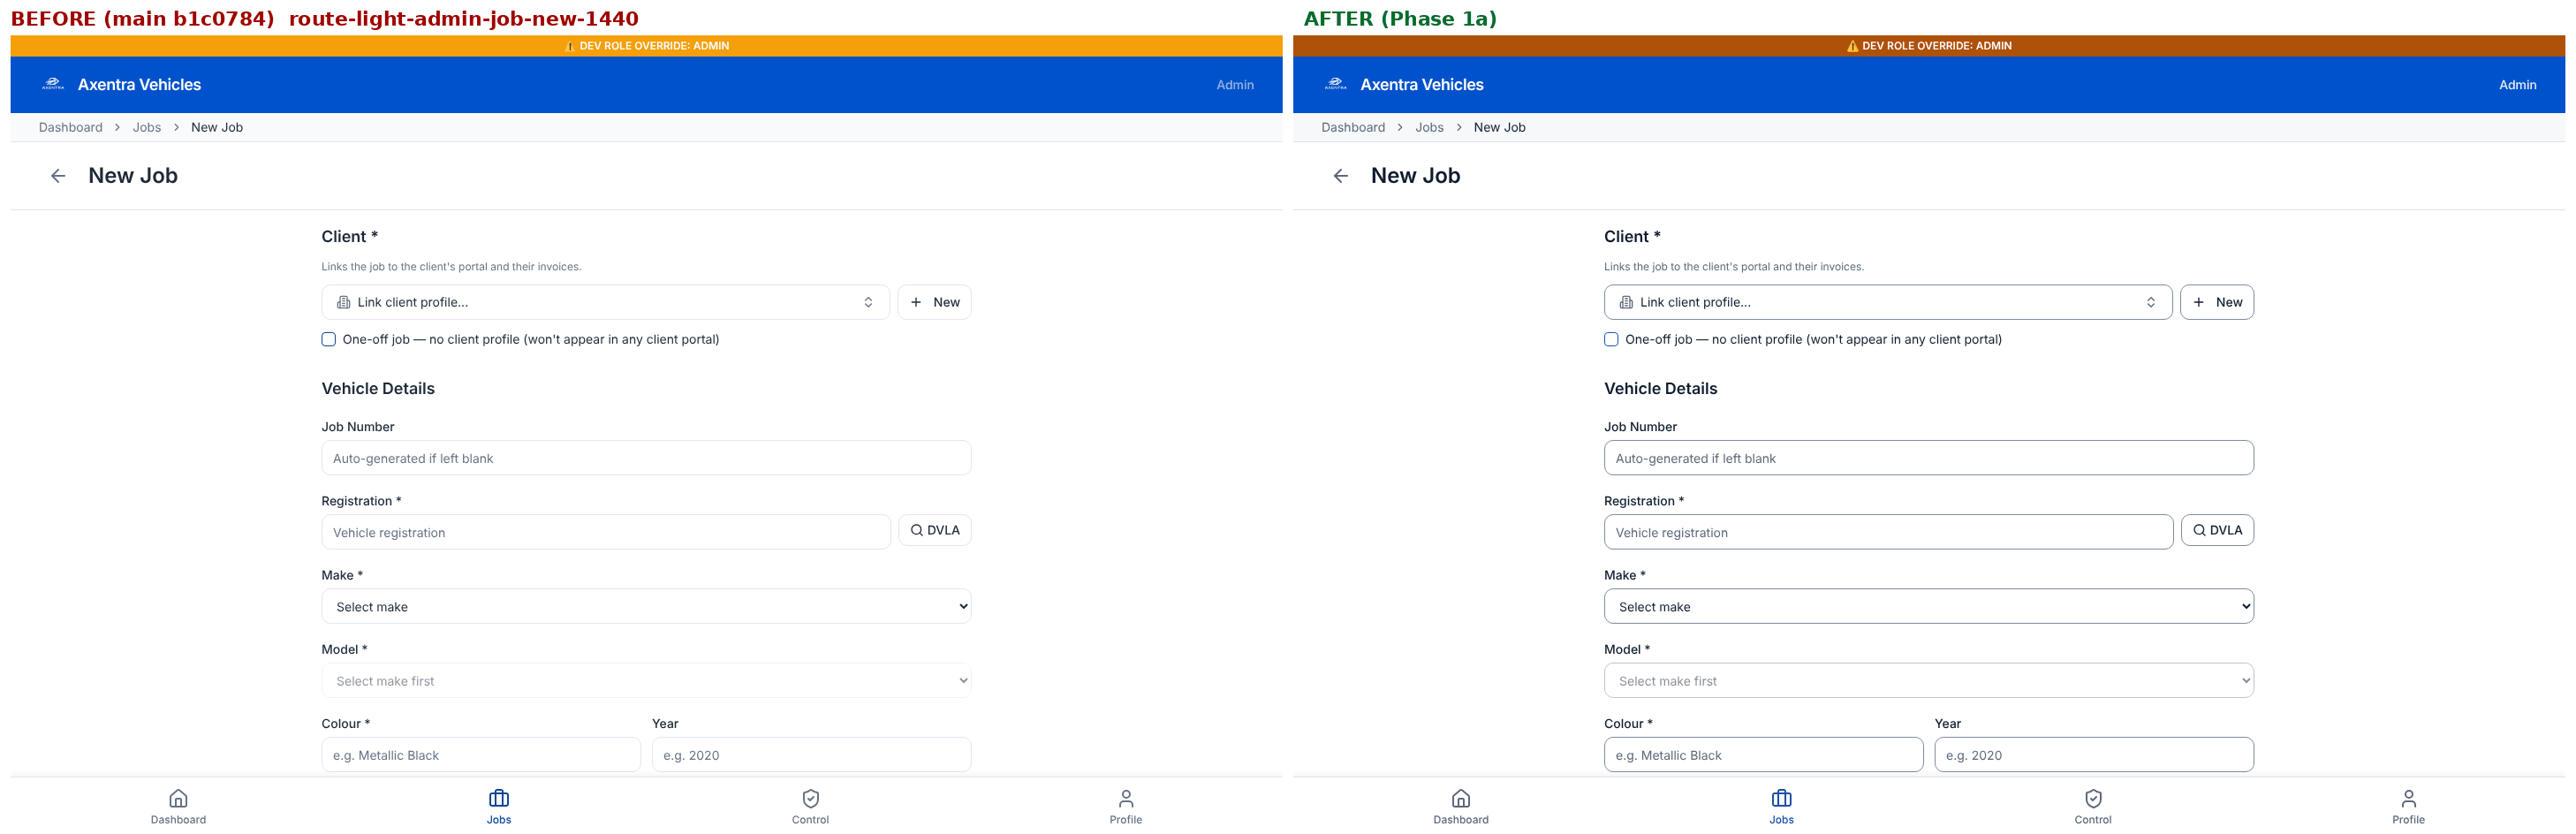 BEFORE (main b1c0784) route-light-admin-job-new-1440
⚠️ DEV ROLE OVERRIDE: ADMIN
AXENTRA
Axentra Vehicles
Admin
Dashboard > Jobs > New Job
← New Job
Client *
Links the job to the client's portal and their invoices.
Link client profile...
+ New
One-off job — no client profile (won't appear in any client portal)
Vehicle Details
Job Number
Auto-generated if left blank
Registration *
Vehicle registration
DVLA
Make *
Select make
Model *
Select make first
Colour *
Year
e.g. Metallic Black
e.g. 2020
Dashboard
Jobs
Control
Profile
AFTER (Phase 1a)
⚠️ DEV ROLE OVERRIDE: ADMIN
AXENTRA
Axentra Vehicles
Admin
Dashboard > Jobs > New Job
← New Job
Client *
Links the job to the client's portal and their invoices.
Link client profile...
+ New
One-off job — no client profile (won't appear in any client portal)
Vehicle Details
Job Number
Auto-generated if left blank
Registration *
Vehicle registration
DVLA
Make *
Select make
Model *
Select make first
Colour *
Year
e.g. Metallic Black
e.g. 2020
Dashboard
Jobs
Control
Profile